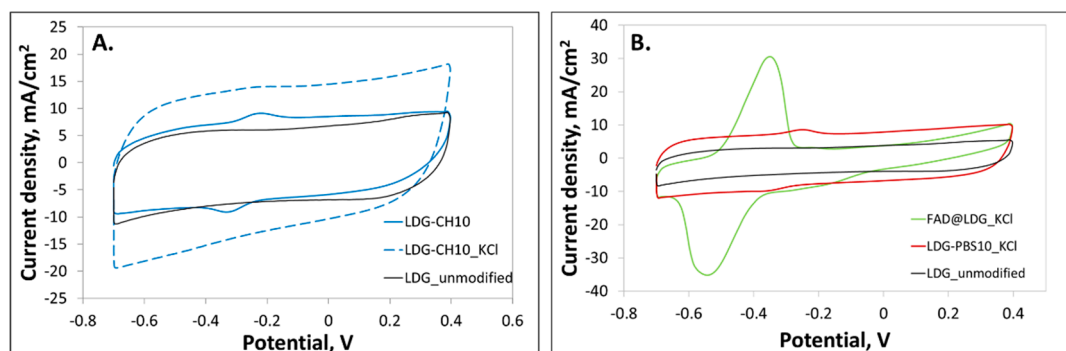 A.
Current density, mA/cm²
25
20
15
10
5
0
-5
-10
-15
-20
-25
-0.8 -0.6 -0.4 -0.2 0 0.2 0.4 0.6
Potential, V
LDG-CH10
LDG-CH10_KCl
LDG_unmodified
B.
Current density, mA/cm²
40
30
20
10
0
-10
-20
-30
-40
-0.8 -0.6 -0.4 -0.2 0 0.2 0.4
Potential, V
FAD@LDG_KCl
LDG-PBS10_KCl
LDG_unmodified